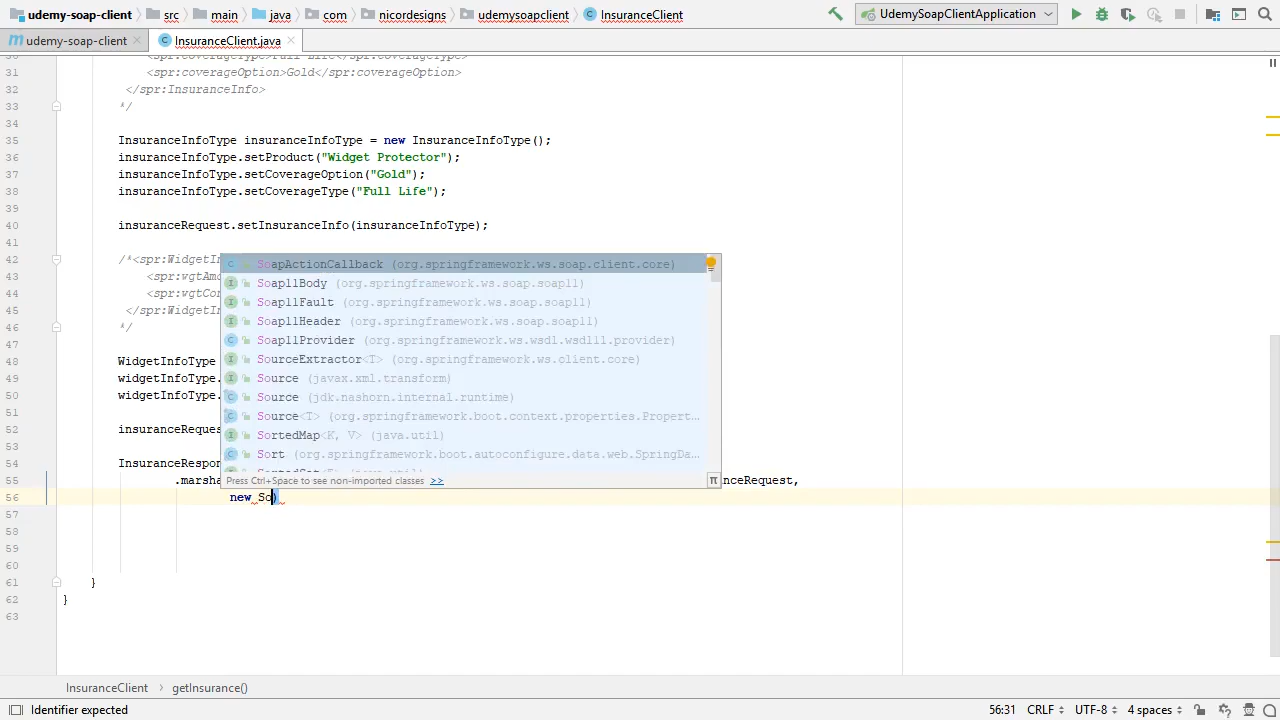 udemy-soap-client src main java com nicordesigns udemysoapclient InsuranceClient UdemySoapClientApplication
udemy-soap-client InsuranceClient.java
31 <spr:coverageOption>Gold</spr:coverageOption>
32 </spr:InsuranceInfo>
33 */
34
35 InsuranceInfoType insuranceInfoType = new InsuranceInfoType();
36 insuranceInfoType.setProduct("Widget Protector");
37 insuranceInfoType.setCoverageOption("Gold");
38 insuranceInfoType.setCoverageType("Full Life");
39
40 insuranceRequest.setInsuranceInfo(insuranceInfoType);
41
42 /*<spr:WidgetIn
SoapActionCallback (org.springframework.ws.soap.client.core)
43 <spr:vgtAm
Soap11Body (org.springframework.ws.soap.soap11)
44 <spr:vgtCo
Soap11Fault (org.springframework.ws.soap.soap11)
45 </spr:WidgetI
Soap11Header (org.springframework.ws.soap.soap11)
46 */
Soap11Provider (org.springframework.ws.wsdl.wsdl11.provider)
47
SourceExtractor<T> (org.springframework.ws.client.core)
48 WidgetInfoType
Source (javax.xml.transform)
49 widgetInfoType.
Source (jdk.nashorn.internal.runtime)
50 widgetInfoType.
Source<T> (org.springframework.boot.context.properties.Propert...
51
SortedMap<K, V> (java.util)
52 insuranceReques
Sort (org.springframework.boot.autoconfigure.data.web.SpringDa...
53
54 InsuranceRespon
Press Ctrl+Space to see non-imported classes >>
55 .marsha nceRequest,
56 new So)
57
58
59
60
61 }
62 }
63
InsuranceClient › getInsurance()
Identifier expected 56:31 CRLF UTF-8 4 spaces